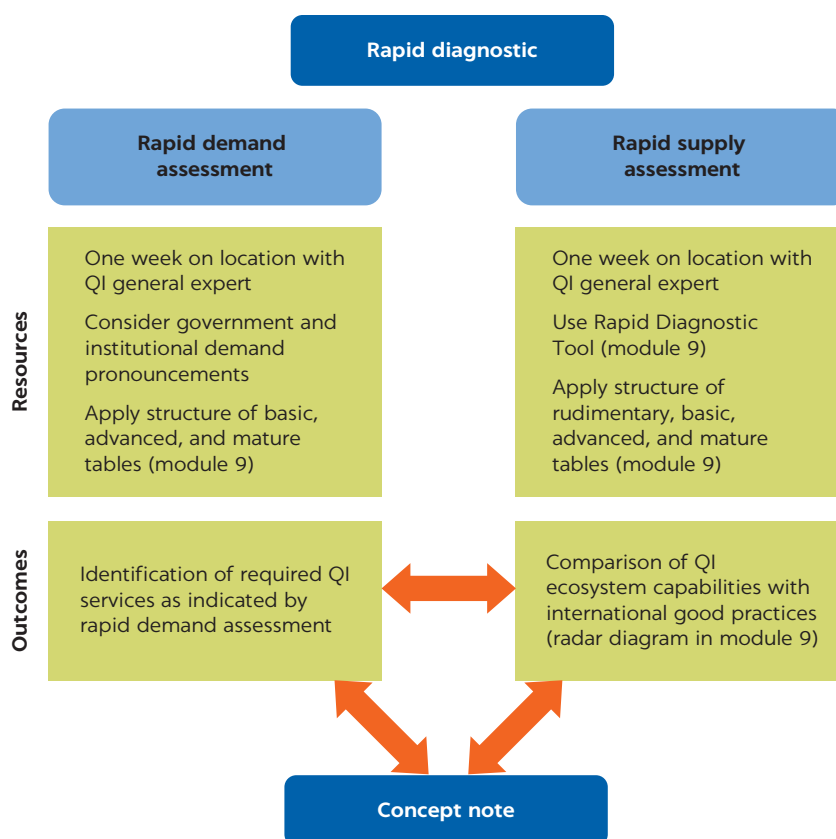 Rapid diagnostic
Rapid demand
assessment
Rapid supply
assessment
Resources
One week on location with
QI general expert
Consider government and
institutional demand
pronouncements
Apply structure of basic,
advanced, and mature
tables (module 9)
One week on location with
QI general expert
Use Rapid Diagnostic
Tool (module 9)
Apply structure of
rudimentary, basic,
advanced, and mature
tables (module 9)
Outcomes
Identification of required QI
services as indicated by
rapid demand assessment
Comparison of QI
ecosystem capabilities with
international good practices
(radar diagram in module 9)
Concept note